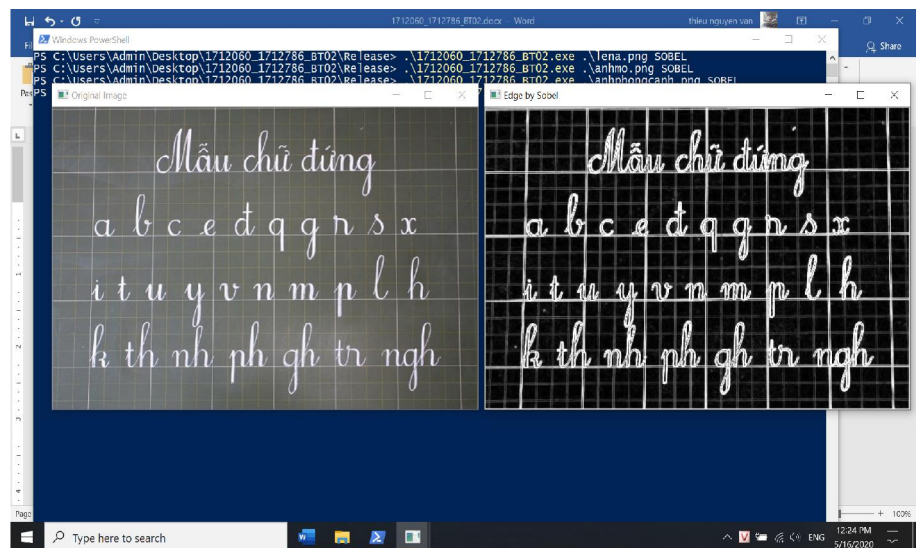 1712060_1712786_BT02.docx - Word
thieu nguyen van
Share
Windows PowerShell
PS C:\Users\Admin\Desktop\1712060_1712786_BT02\Release> .\1712060_1712786_BT02.exe .\lena.png SOBEL
PS C:\Users\Admin\Desktop\1712060_1712786_BT02\Release> .\1712060_1712786_BT02.exe .\anhmo.png SOBEL
PS C:\Users\Admin\Desktop\1712060_1712786_BT02\Release> .\1712060_1712786_BT02.exe .\anhphongcanh.png SOBEL
PS
Original Image
Mẫu chữ đứng
a b c e đ q g r s x
i t u y v n m p l h
k th nh ph gh tr ngh
Edge by Sobel
Mẫu chữ đứng
a b c e đ q g r s x
i t u y v n m p l h
k th nh ph gh tr ngh
Page
100%
Type here to search
ENG
12:24 PM
5/16/2020